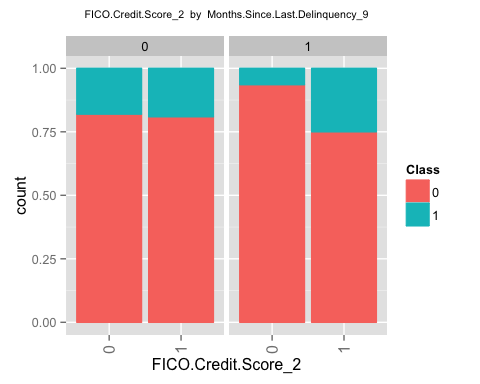 FICO.Credit.Score_2 by Months.Since.Last.Delinquency_9
0 1
1.00
0.75
0.50
0.25
0.00
count
0 1 0 1
FICO.Credit.Score_2
Class
0
1